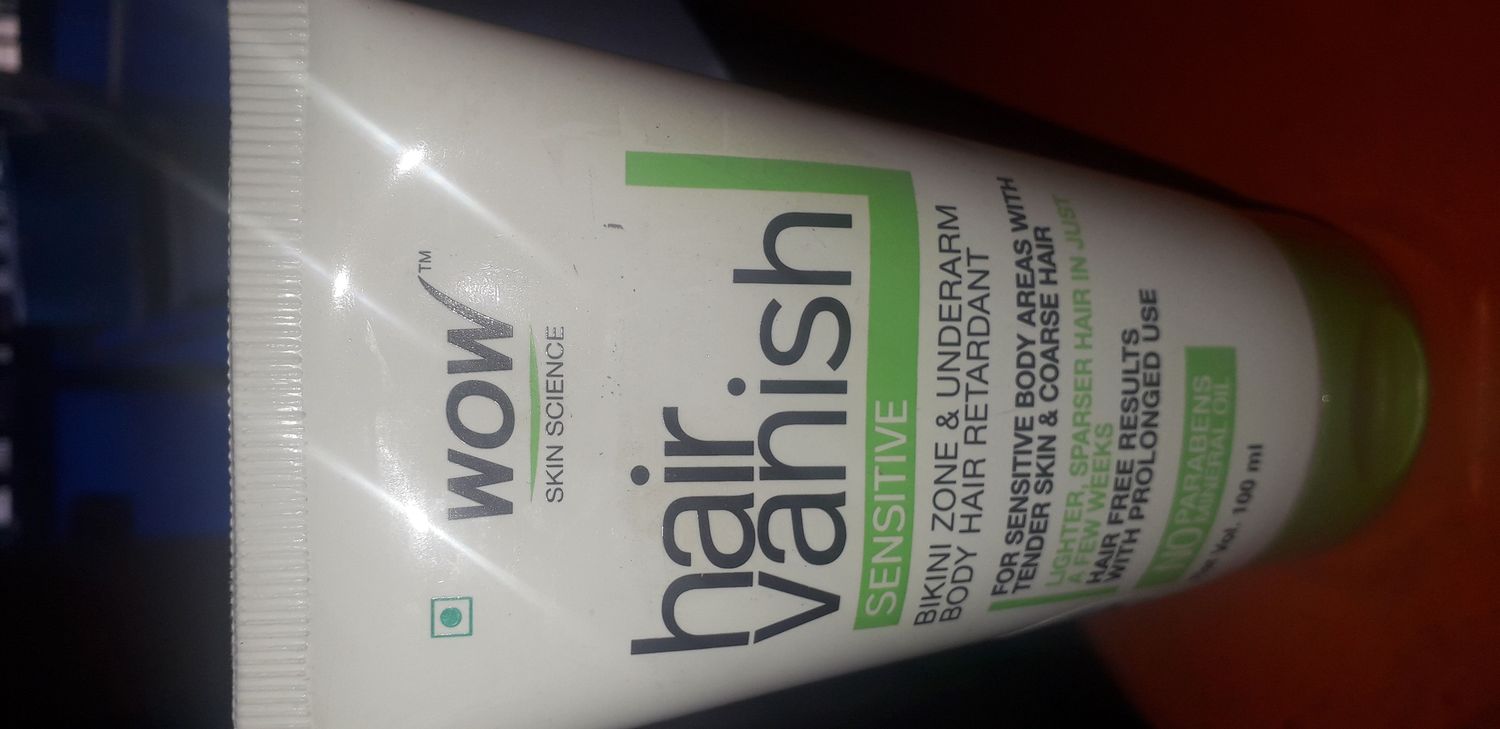 WOW™
SKIN SCIENCE
hair
vanish
SENSITIVE
BIKINI ZONE & UNDERARM
BODY HAIR RETARDANT
FOR SENSITIVE BODY AREAS WITH
TENDER SKIN & COARSE HAIR
LIGHTER, SPARSER HAIR IN JUST
A FEW WEEKS
HAIR FREE RESULTS
WITH PROLONGED USE
NO PARABENS
MINERAL OIL
Vol. 100 ml